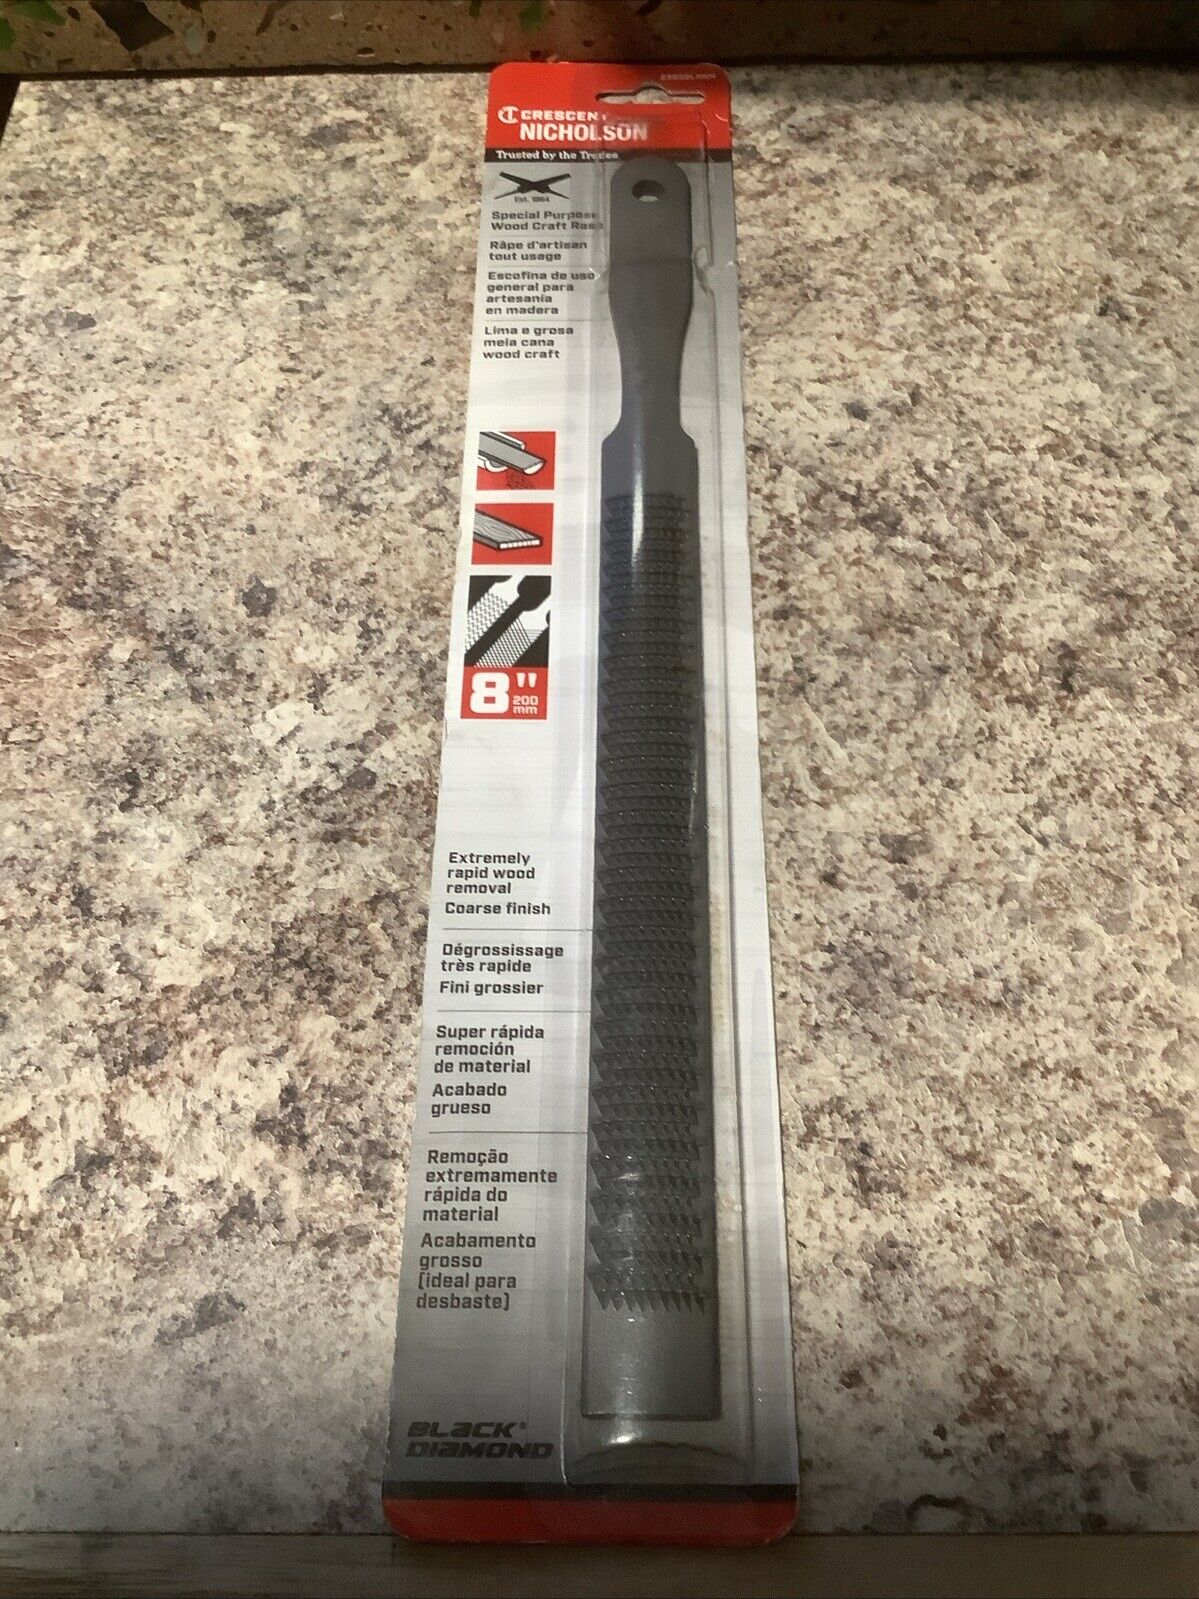 CRESCENT
NICHOLSON
Trusted by the Trades
Est. 1864
Special Purpose
Wood Craft Rasp
Râpe d'artisan
tout usage
Escofina de uso
general para
artesanía
en madera
Lima e grosa
meia cana
wood craft
8"
200
mm
Extremely
rapid wood
removal
Coarse finish
Dégrossissage
très rapide
Fini grossier
Super rápida
remoción
de material
Acabado
grueso
Remoção
extremamente
rápida do
material
Acabamento
grosso
(ideal para
desbaste)
BLACK®
DIAMOND